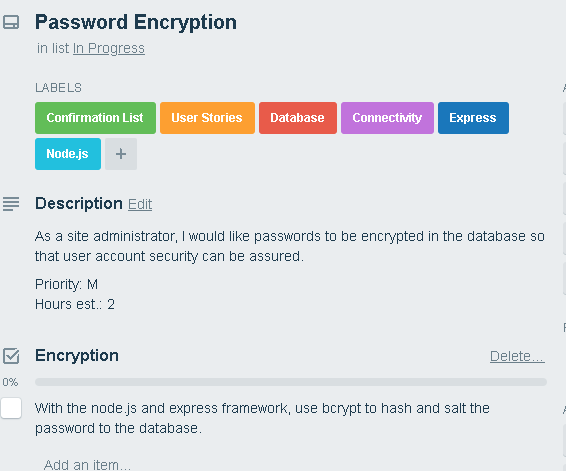 Password Encryption
in list In Progress
LABELS
Confirmation List User Stories Database Connectivity Express
Node.js +
Description Edit
As a site administrator, I would like passwords to be encrypted in the database so
that user account security can be assured.
Priority: M
Hours est.: 2
Encryption Delete...
0%
With the node.js and express framework, use bcrypt to hash and salt the
password to the database.
Add an item...